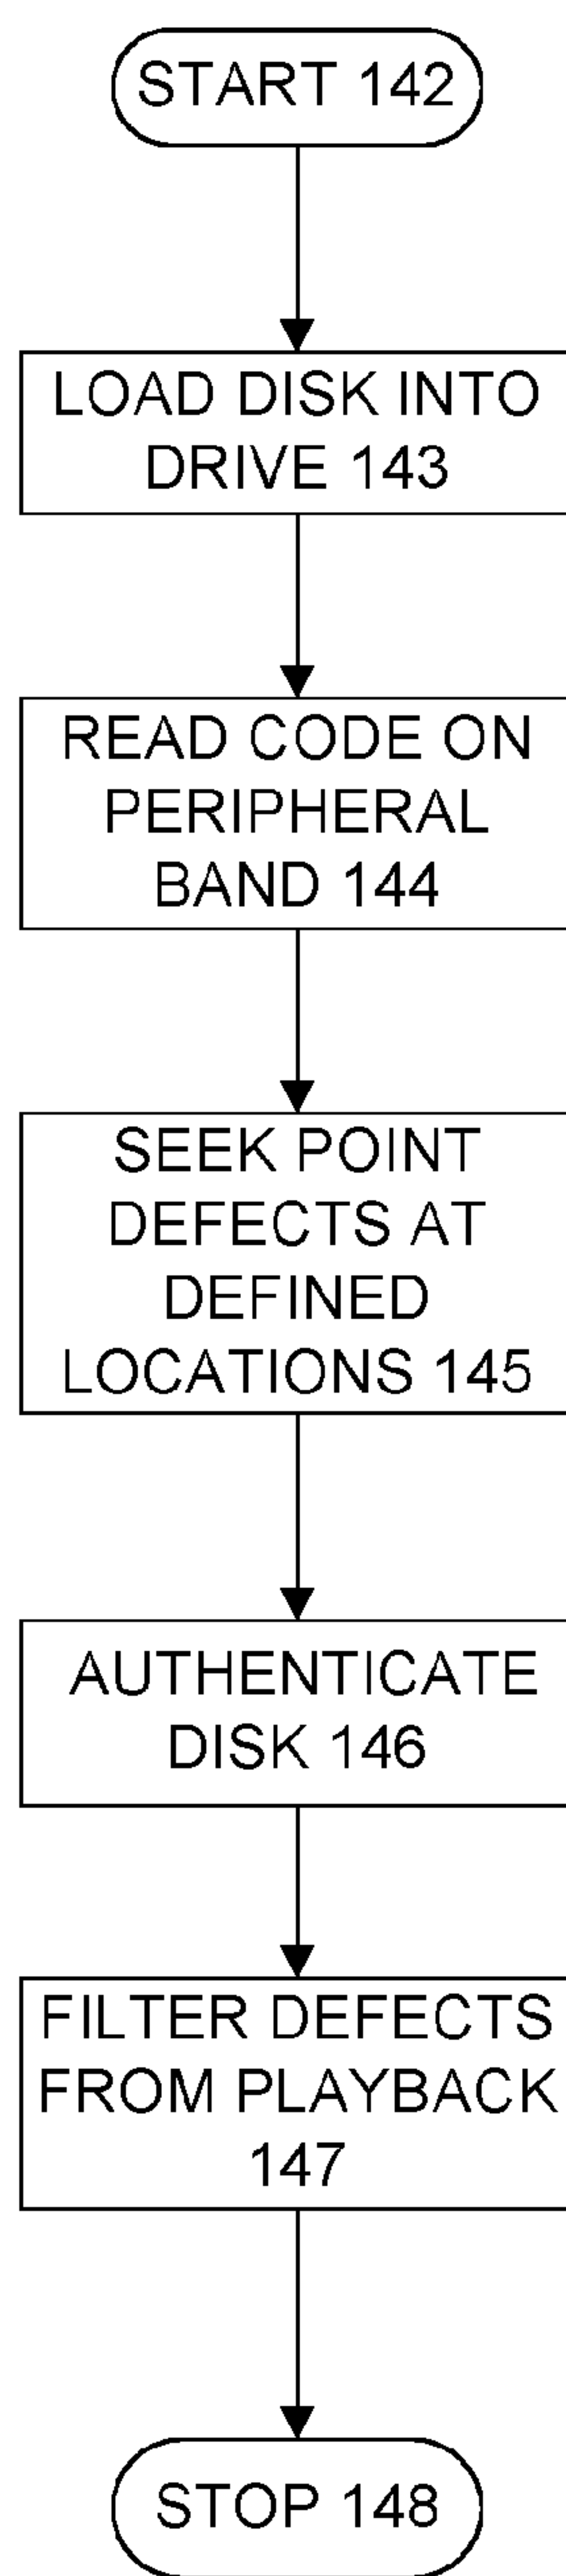 START 142
LOAD DISK INTO
DRIVE 143
READ CODE ON
PERIPHERAL
BAND 144
SEEK POINT
DEFECTS AT
DEFINED
LOCATIONS 145
AUTHENTICATE
DISK 146
FILTER DEFECTS
FROM PLAYBACK
147
STOP 148